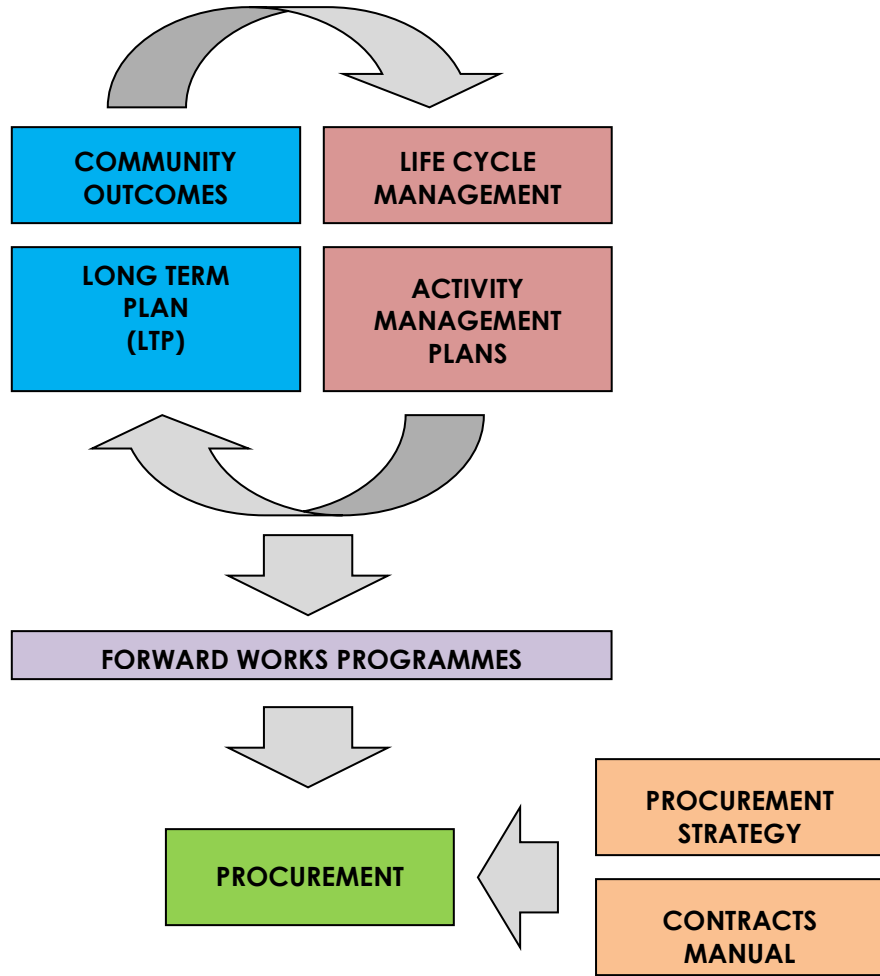 COMMUNITY
OUTCOMES
LIFE CYCLE
MANAGEMENT
LONG TERM
PLAN
(LTP)
ACTIVITY
MANAGEMENT
PLANS
FORWARD WORKS PROGRAMMES
PROCUREMENT
PROCUREMENT
STRATEGY
CONTRACTS
MANUAL